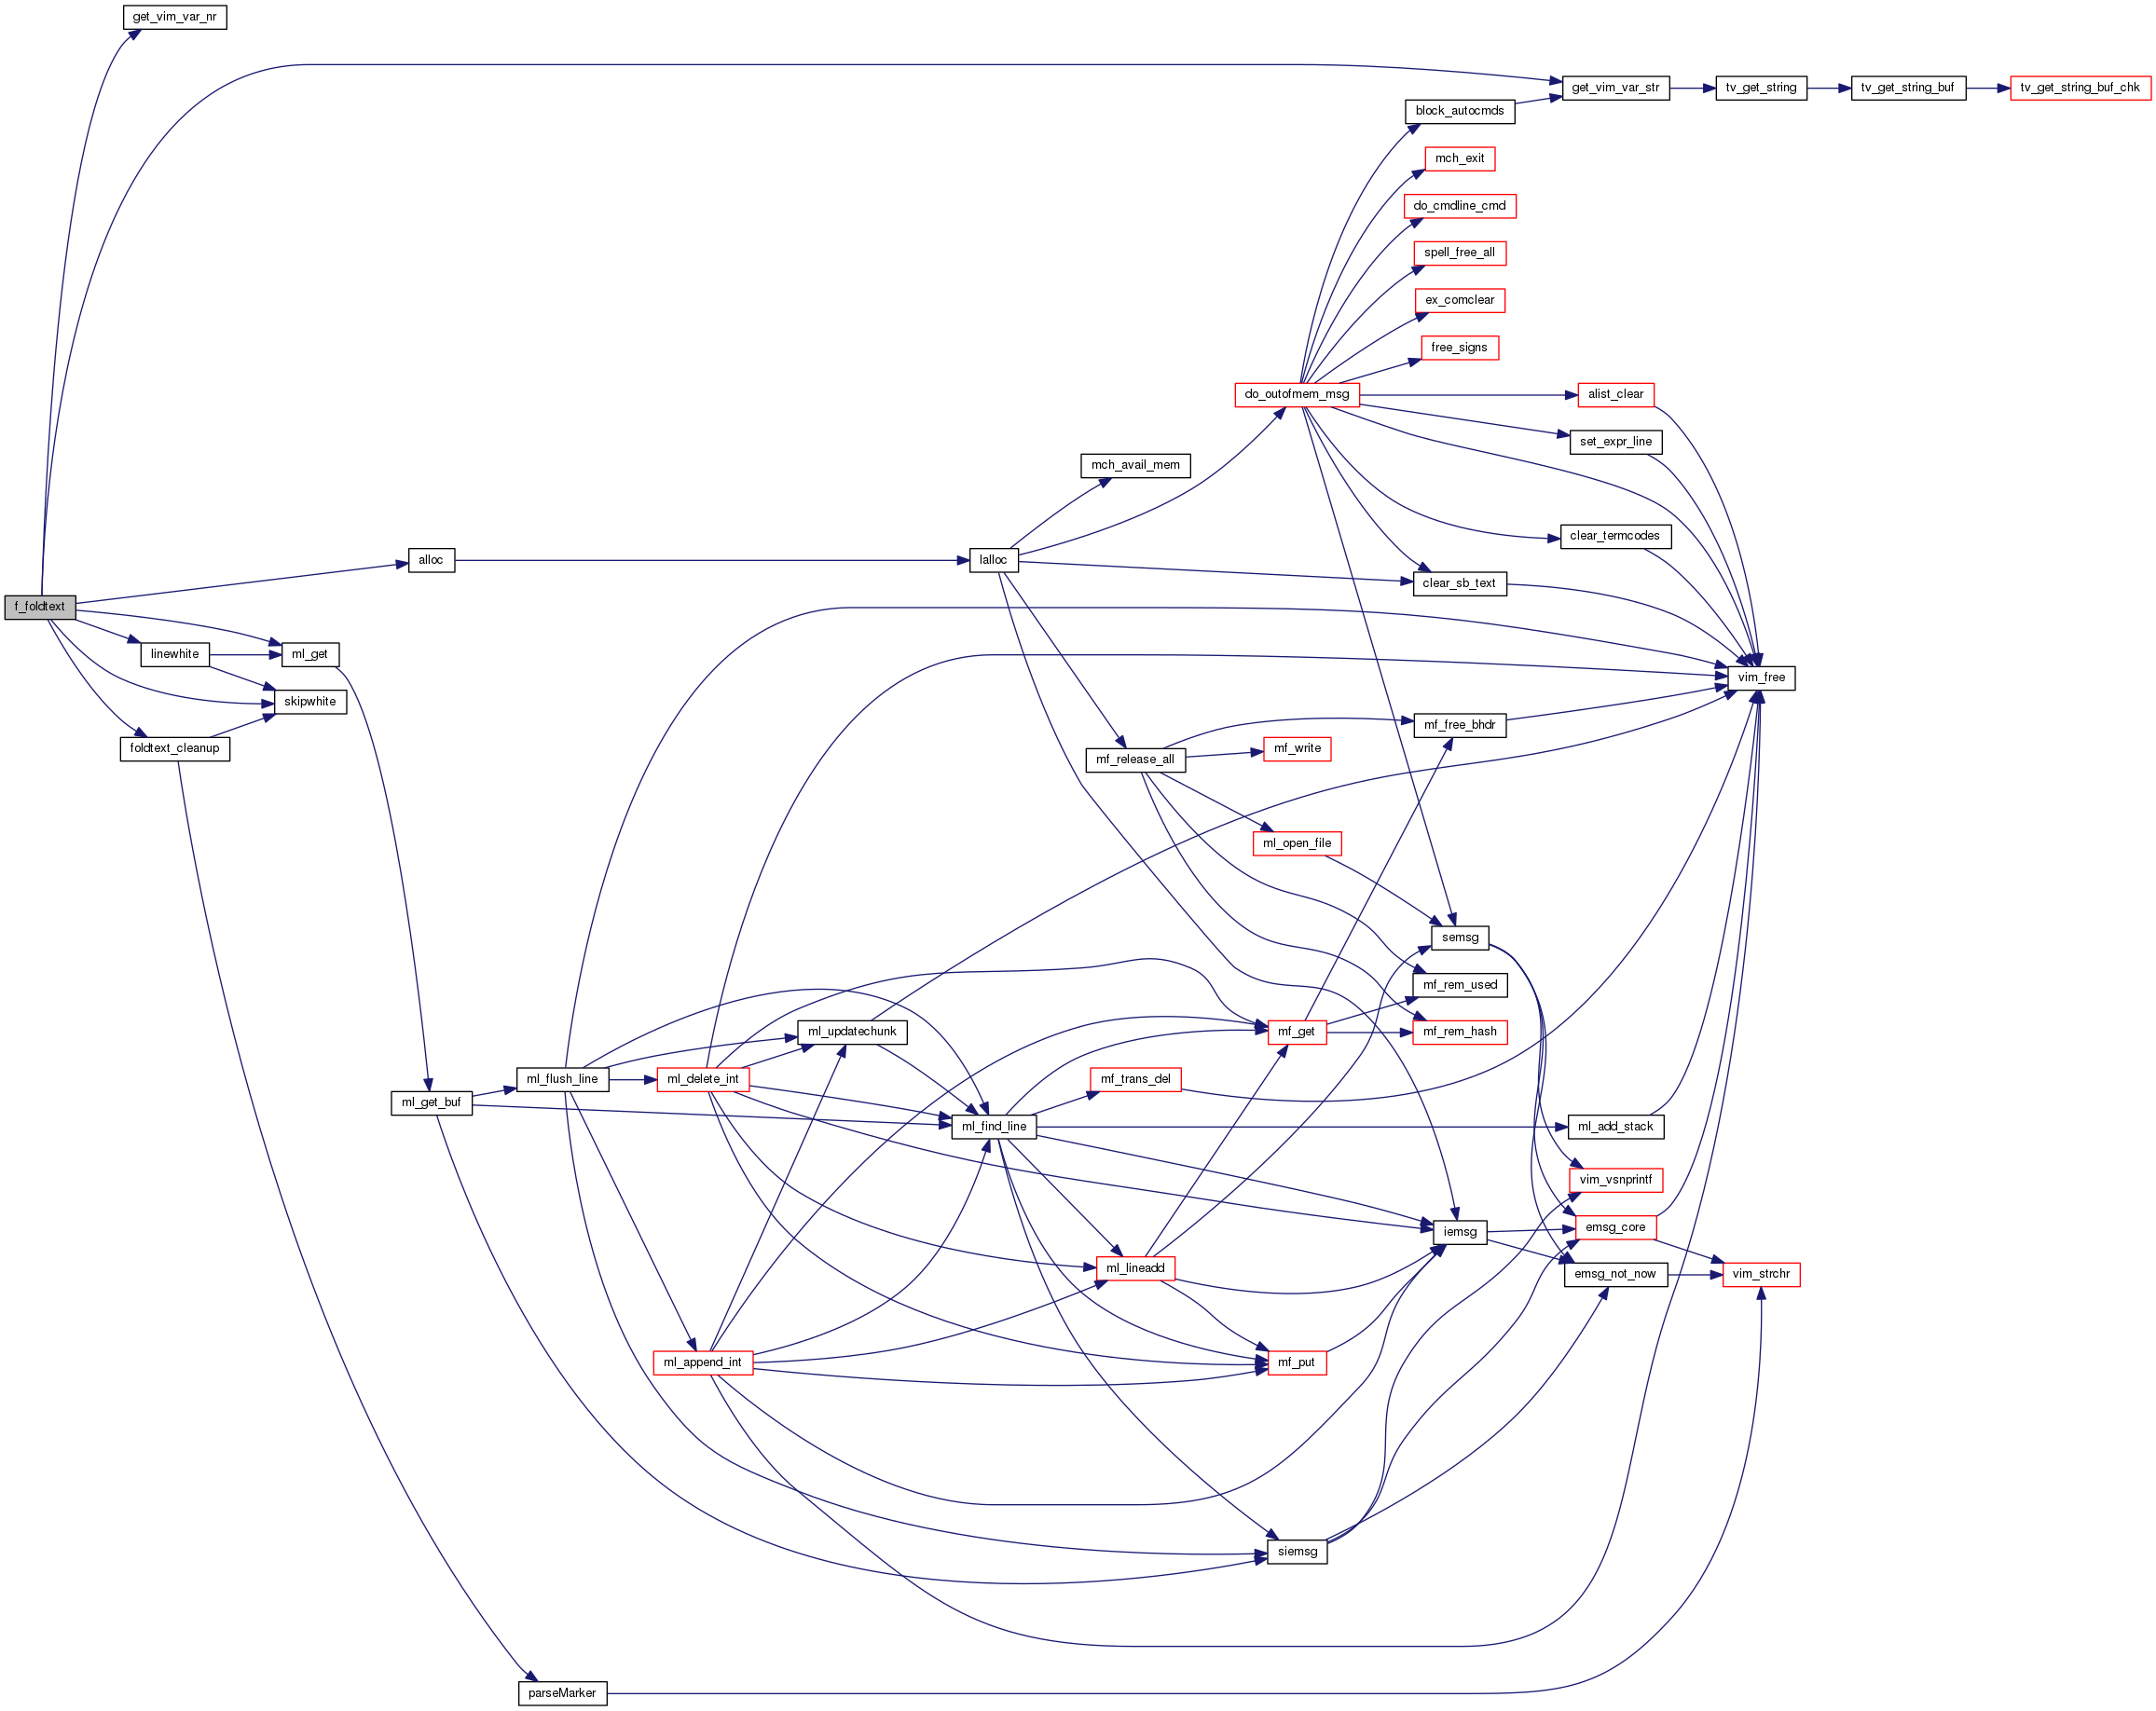 get_vim_var_nr
get_vim_var_str
tv_get_string
tv_get_string_buf
tv_get_string_buf_chk
block_autocmds
mch_exit
do_cmdline_cmd
spell_free_all
ex_comclear
free_signs
do_outofmem_msg
alist_clear
set_expr_line
mch_avail_mem
clear_termcodes
alloc
lalloc
clear_sb_text
f_foldtext
linewhite
ml_get
vim_free
skipwhite
mf_free_bhdr
foldtext_cleanup
mf_release_all
mf_write
ml_open_file
semsg
mf_rem_used
ml_updatechunk
mf_get
mf_rem_hash
ml_flush_line
ml_delete_int
mf_trans_del
ml_get_buf
ml_find_line
ml_add_stack
vim_vsnprintf
iemsg
emsg_core
ml_lineadd
emsg_not_now
vim_strchr
ml_append_int
mf_put
siemsg
parseMarker